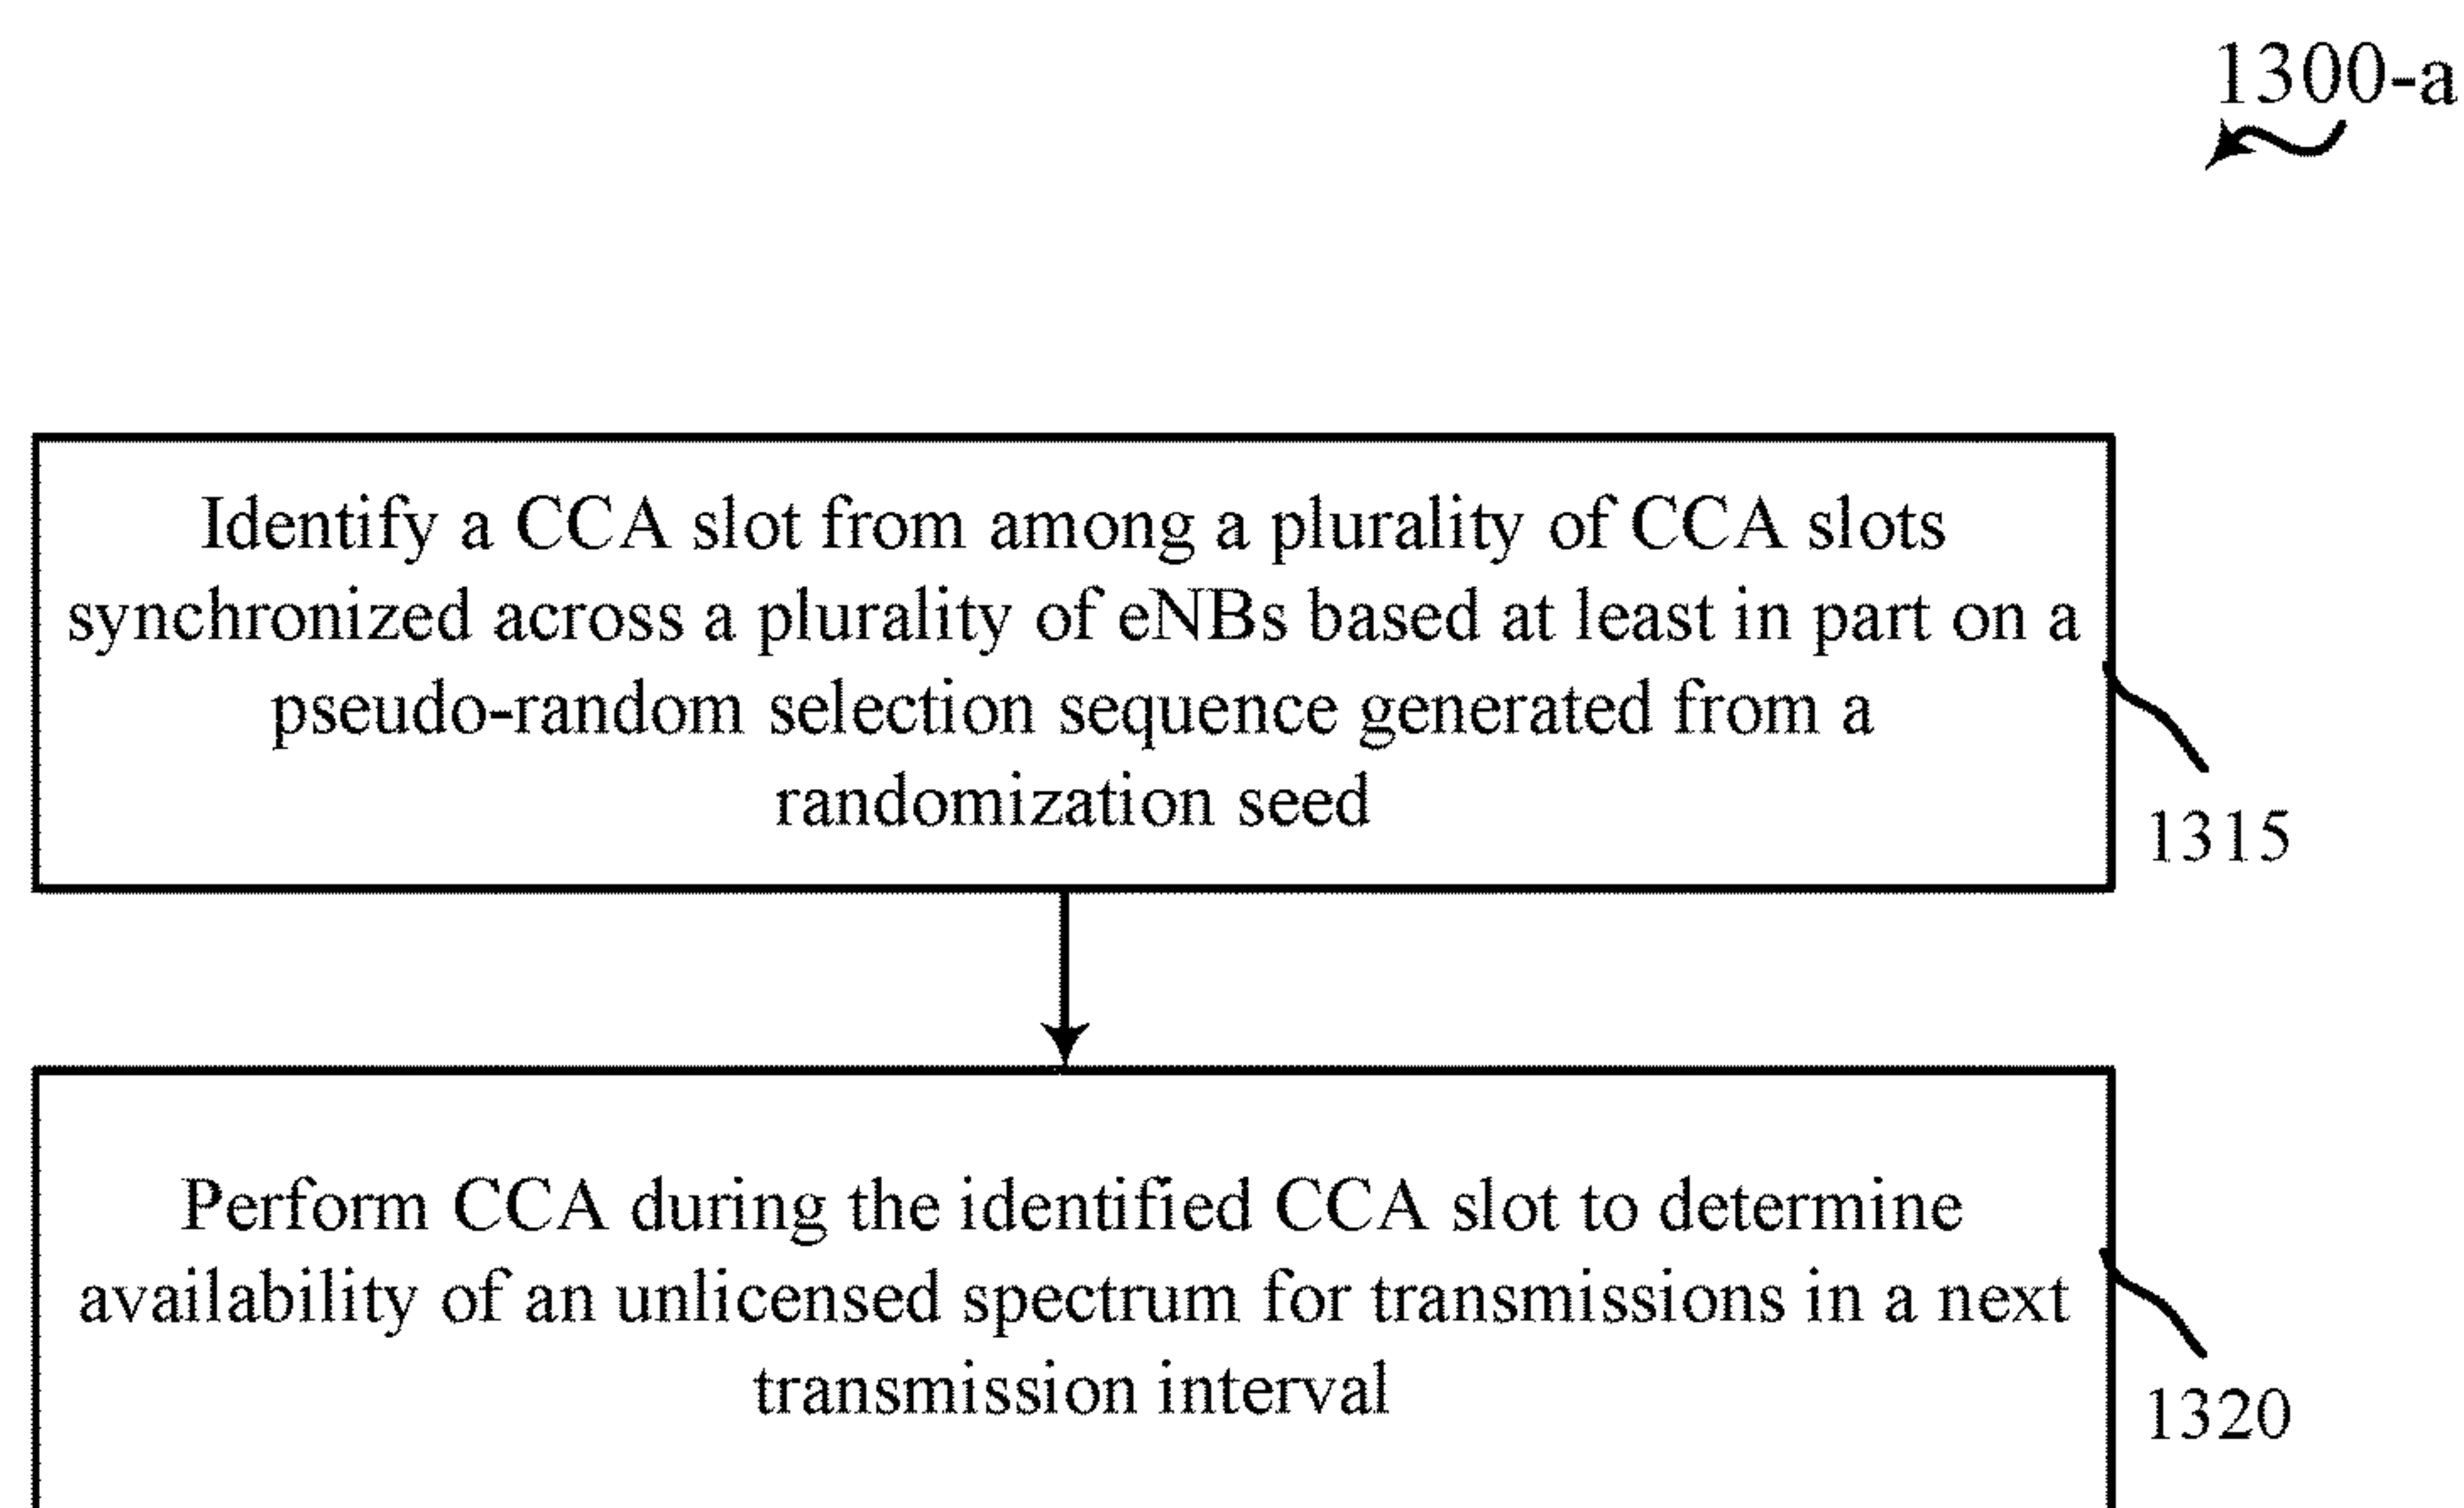 1300-a
Identify a CCA slot from among a plurality of CCA slots
synchronized across a plurality of eNBs based at least in part on a
pseudo-random selection sequence generated from a
randomization seed
1315
Perform CCA during the identified CCA slot to determine
availability of an unlicensed spectrum for transmissions in a next
transmission interval
1320